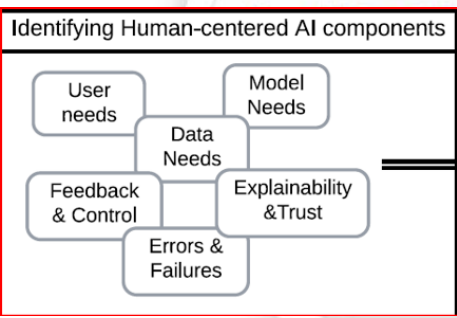 Identifying Human-centered AI components
User
needs
Model
Needs
Data
Needs
Feedback
& Control
Explainability
&Trust
Errors &
Failures